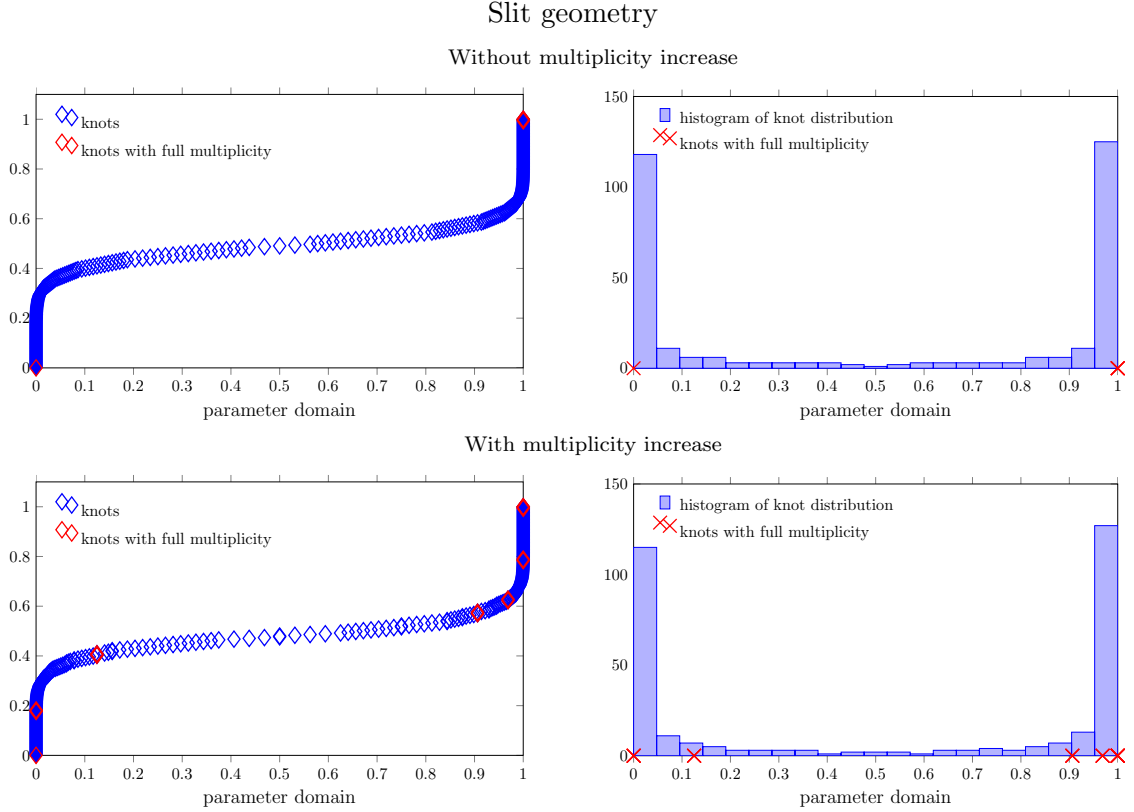 Slit geometry
Without multiplicity increase
knots
knots with full multiplicity
1
0.8
0.6
0.4
0.2
0
0 0.1 0.2 0.3 0.4 0.5 0.6 0.7 0.8 0.9 1
parameter domain
histogram of knot distribution
knots with full multiplicity
150
100
50
0
0 0.1 0.2 0.3 0.4 0.5 0.6 0.7 0.8 0.9 1
parameter domain
With multiplicity increase
knots
knots with full multiplicity
1
0.8
0.6
0.4
0.2
0
0 0.1 0.2 0.3 0.4 0.5 0.6 0.7 0.8 0.9 1
parameter domain
histogram of knot distribution
knots with full multiplicity
150
100
50
0
0 0.1 0.2 0.3 0.4 0.5 0.6 0.7 0.8 0.9 1
parameter domain